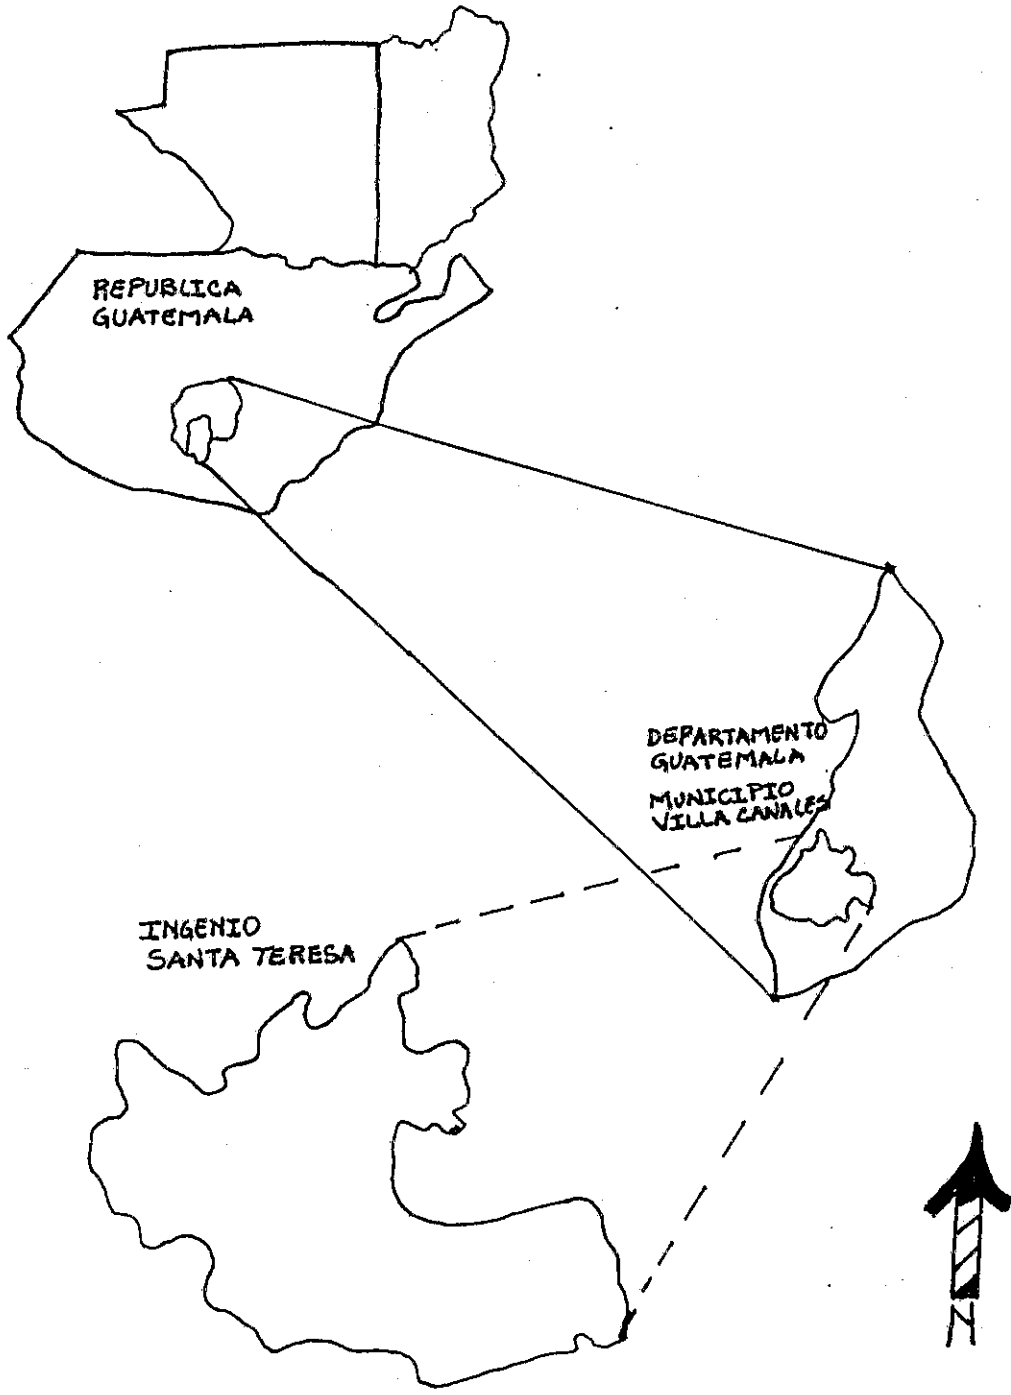 REPUBLICA
GUATEMALA
DEPARTAMENTO
GUATEMALA
MUNICIPIO
VILLA CANALES
INGENIO
SANTA TERESA
N